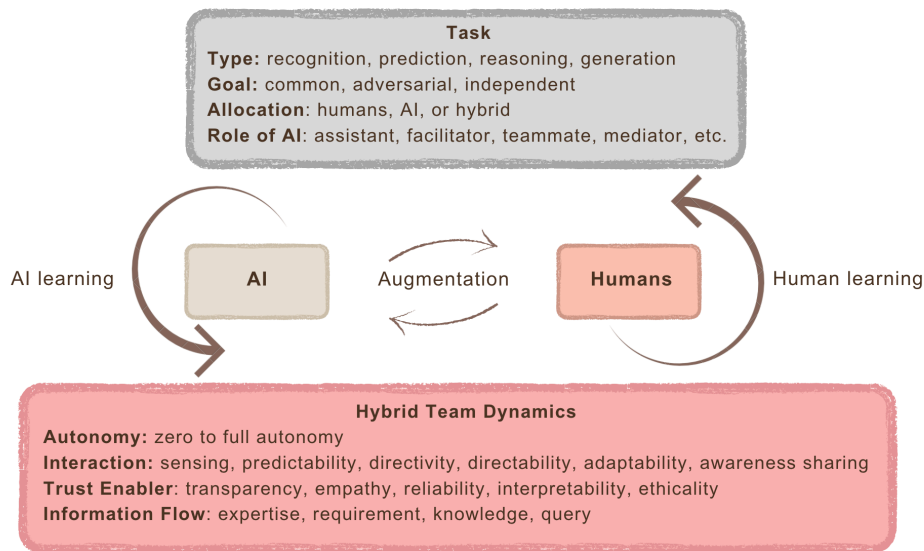 Task
Type: recognition, prediction, reasoning, generation
Goal: common, adversarial, independent
Allocation: humans, AI, or hybrid
Role of AI: assistant, facilitator, teammate, mediator, etc.
AI learning
AI
Augmentation
Humans
Human learning
Hybrid Team Dynamics
Autonomy: zero to full autonomy
Interaction: sensing, predictability, directivity, directability, adaptability, awareness sharing
Trust Enabler: transparency, empathy, reliability, interpretability, ethicality
Information Flow: expertise, requirement, knowledge, query